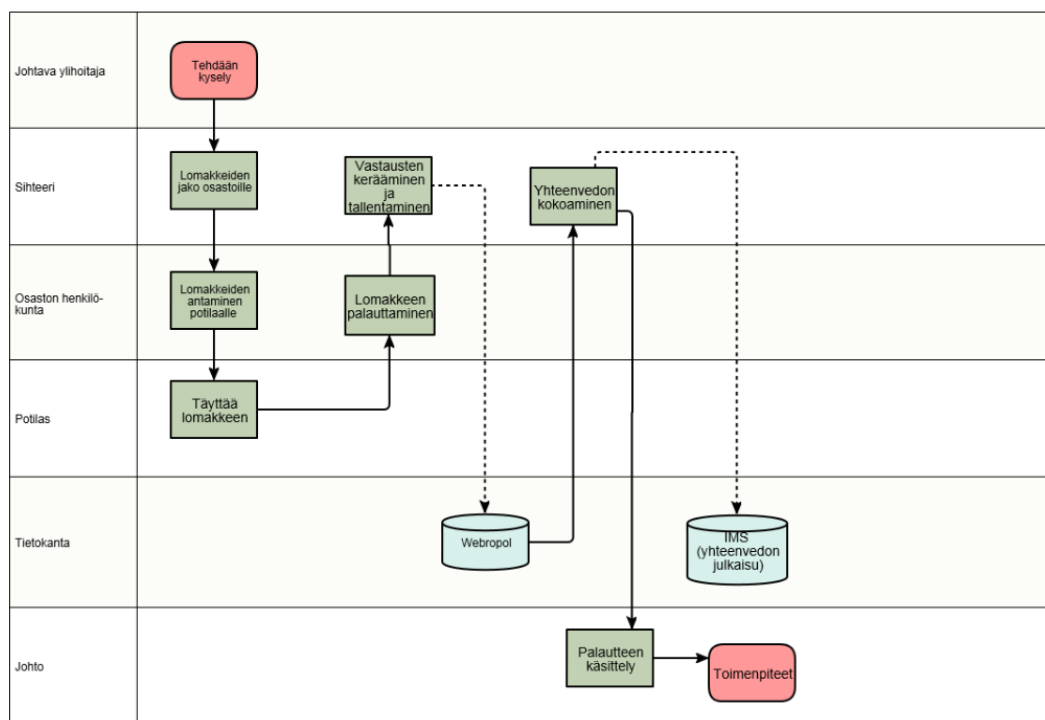 Johtava ylihoitaja
Tehdään
kysely
Sihteeri
Lomakkeiden
jako osastoille
Vastausten
kerääminen
ja
tallentaminen
Yhteenvedon
kokoaminen
Osaston henkilö-
kunta
Lomakkeiden
antaminen
potilaalle
Lomakkeen
palauttaminen
Potilas
Täyttää
lomakkeen
Tietokanta
Webropol
IMS
(yhteenvedon
julkaisu)
Johto
Palautteen
käsittely
Toimenpiteet